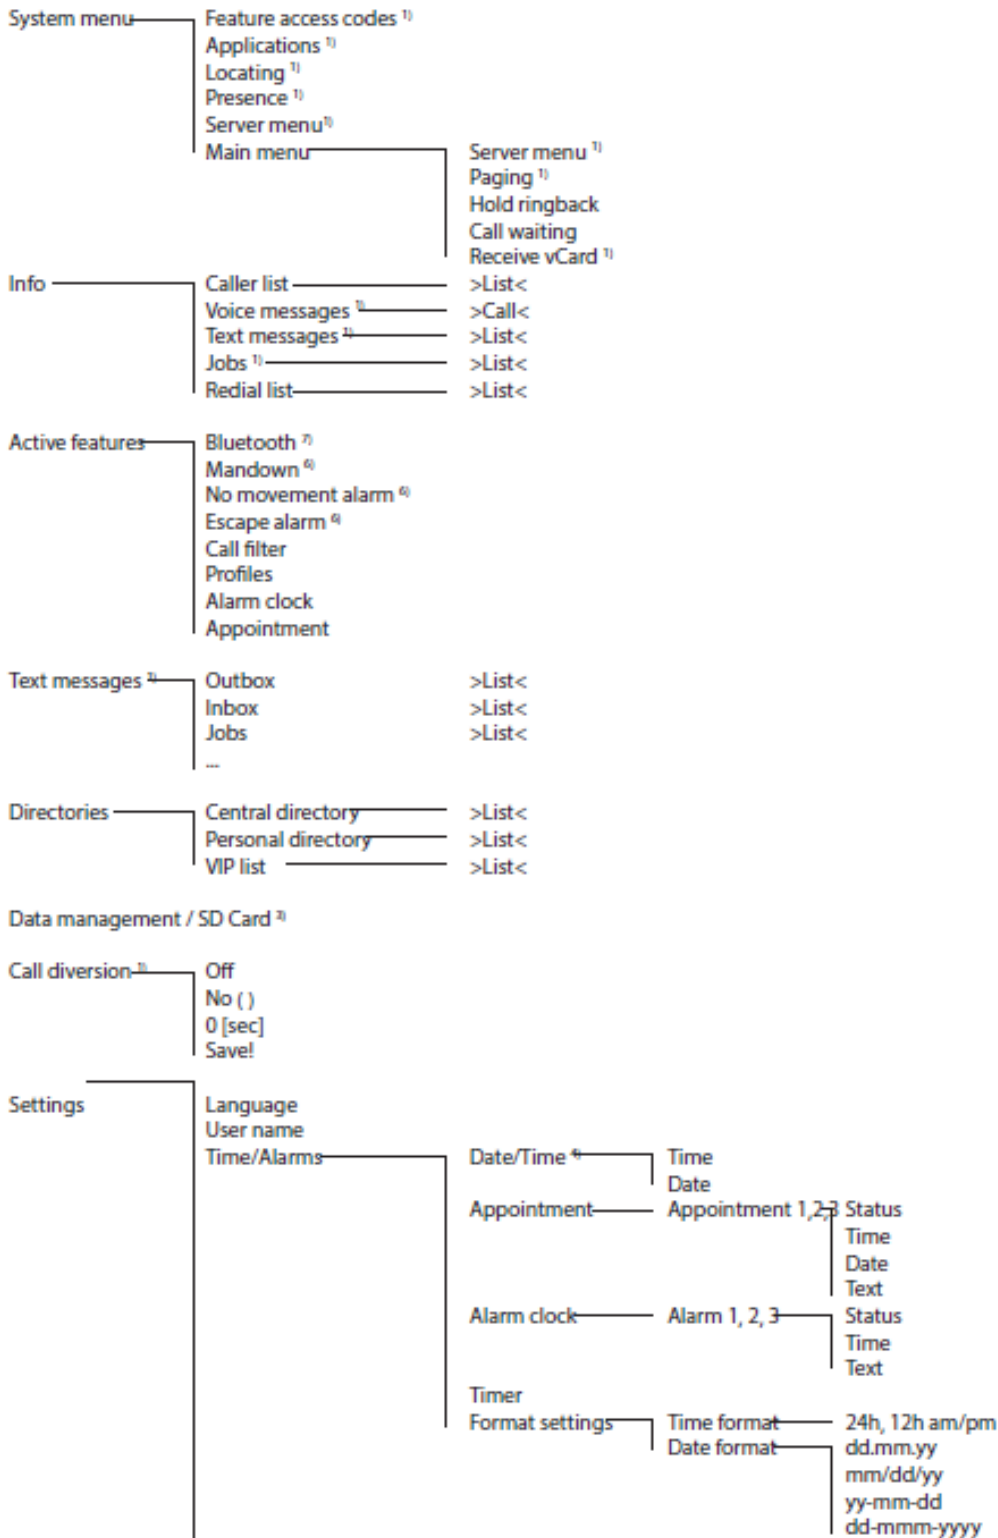 System menu Feature access codes 1)
Applications 1)
Locating 1)
Presence 1)
Server menu1)
Main menu Server menu 1)
Paging 1)
Hold ringback
Call waiting
Receive vCard 1)
Info Caller list >List<
Voice messages 1) >Call<
Text messages 1) >List<
Jobs 1) >List<
Redial list >List<
Active features Bluetooth 7)
Mandown 6)
No movement alarm 6)
Escape alarm 6)
Call filter
Profiles
Alarm clock
Appointment
Text messages Outbox >List<
Inbox >List<
Jobs >List<
...
Directories Central directory >List<
Personal directory >List<
VIP list >List<
Data management / SD Card 3)
Call diversion 1) Off
No ( )
0 [sec]
Save!
Settings Language
User name
Time/Alarms Date/Time 4) Time
Date
Appointment Appointment 1,2,3 Status
Time
Date
Text
Alarm clock Alarm 1, 2, 3 Status
Time
Text
Timer
Format settings Time format 24h, 12h am/pm
Date format dd.mm.yy
mm/dd/yy
yy-mm-dd
dd-mmm-yyyy